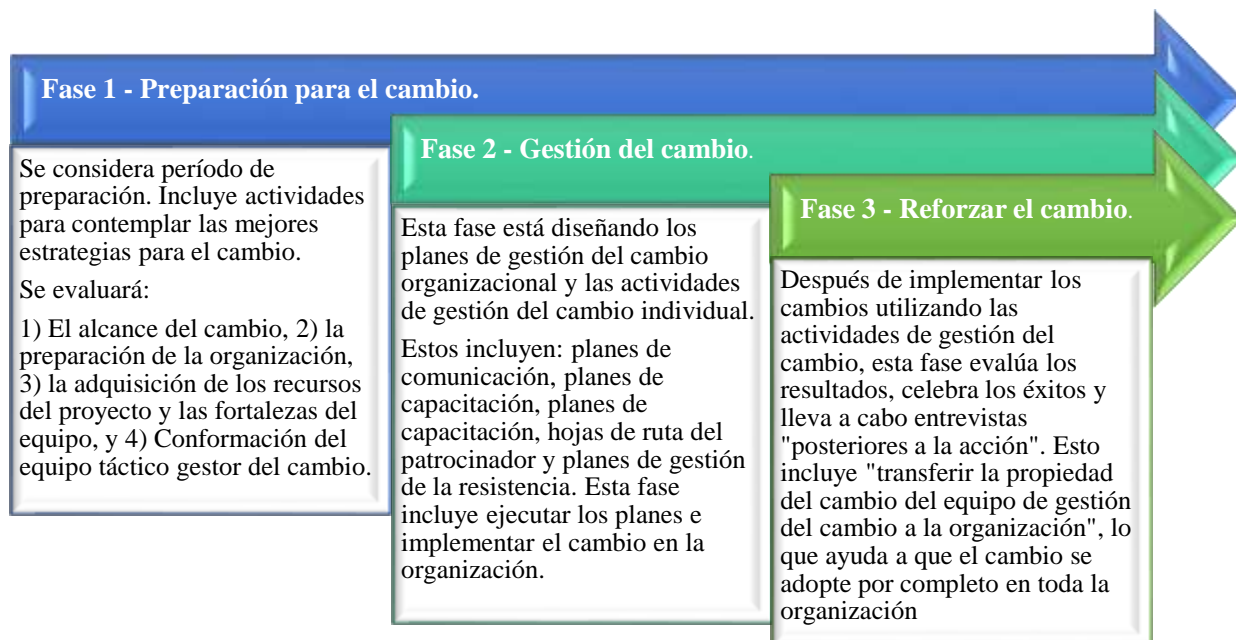 Fase 1 - Preparación para el cambio.
Se considera período de
preparación. Incluye actividades
para contemplar las mejores
estrategias para el cambio.
Se evaluará:
1) El alcance del cambio, 2) la
preparación de la organización,
3) la adquisición de los recursos
del proyecto y las fortalezas del
equipo, y 4) Conformación del
equipo táctico gestor del cambio.
Fase 2 - Gestión del cambio.
Esta fase está diseñando los
planes de gestión del cambio
organizacional y las actividades
de gestión del cambio individual.
Estos incluyen: planes de
comunicación, planes de
capacitación, planes de
capacitación, hojas de ruta del
patrocinador y planes de gestión
de la resistencia. Esta fase
incluye ejecutar los planes e
implementar el cambio en la
organización.
Fase 3 - Reforzar el cambio.
Después de implementar los
cambios utilizando las
actividades de gestión del
cambio, esta fase evalúa los
resultados, celebra los éxitos y
lleva a cabo entrevistas
"posteriores a la acción". Esto
incluye "transferir la propiedad
del cambio del equipo de gestión
del cambio a la organización", lo
que ayuda a que el cambio se
adopte por completo en toda la
organización